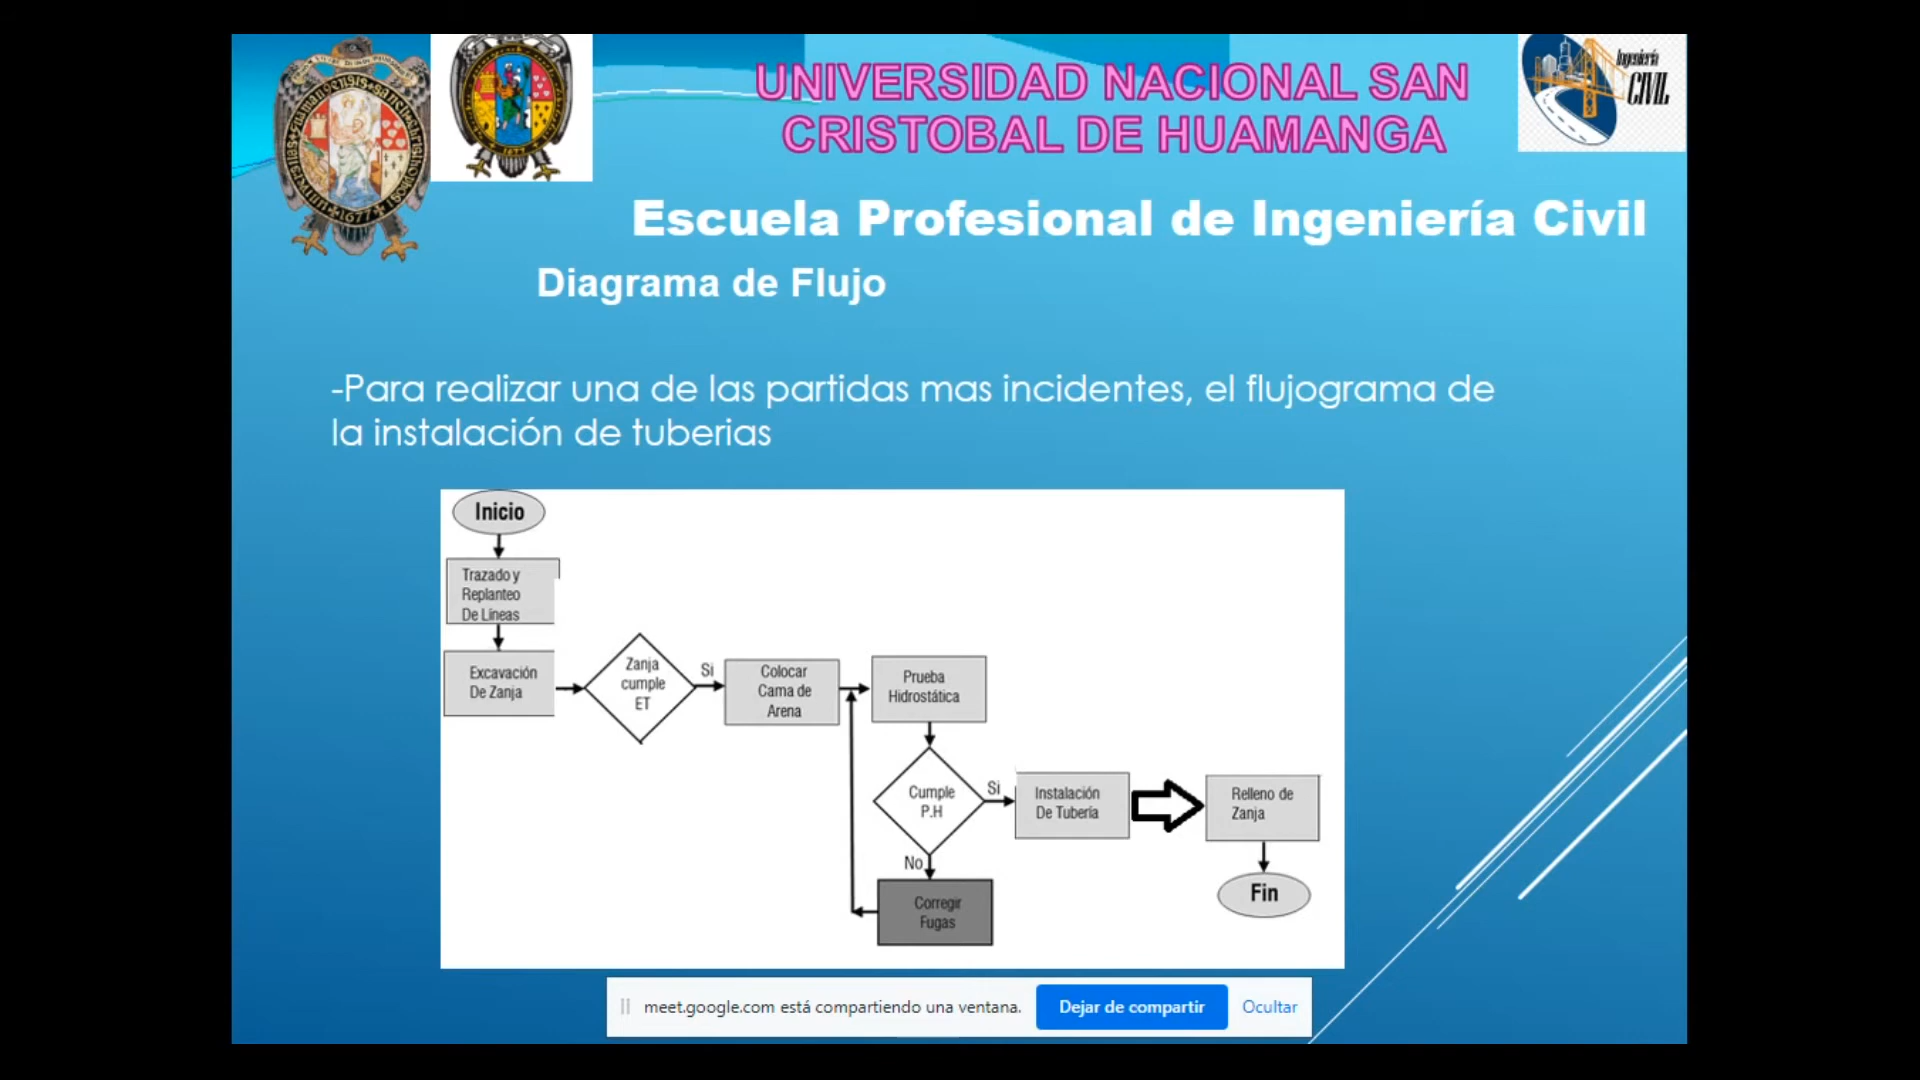 UNIVERSIDAD NACIONAL SAN
CRISTOBAL DE HUAMANGA
Ingeniería
CIVIL
1677
Escuela Profesional de Ingeniería Civil
Diagrama de Flujo
-Para realizar una de las partidas mas incidentes, el flujograma de
la instalación de tuberias
Inicio
Trazado y
Replanteo
De Líneas
Excavación
De Zanja
Zanja
cumple
ET
Si
Colocar
Cama de
Arena
Prueba
Hidrostática
Cumple
P.H
Si
Instalación
De Tubería
Relleno de
Zanja
No
Corregir
Fugas
Fin
meet.google.com está compartiendo una ventana.
Dejar de compartir
Ocultar